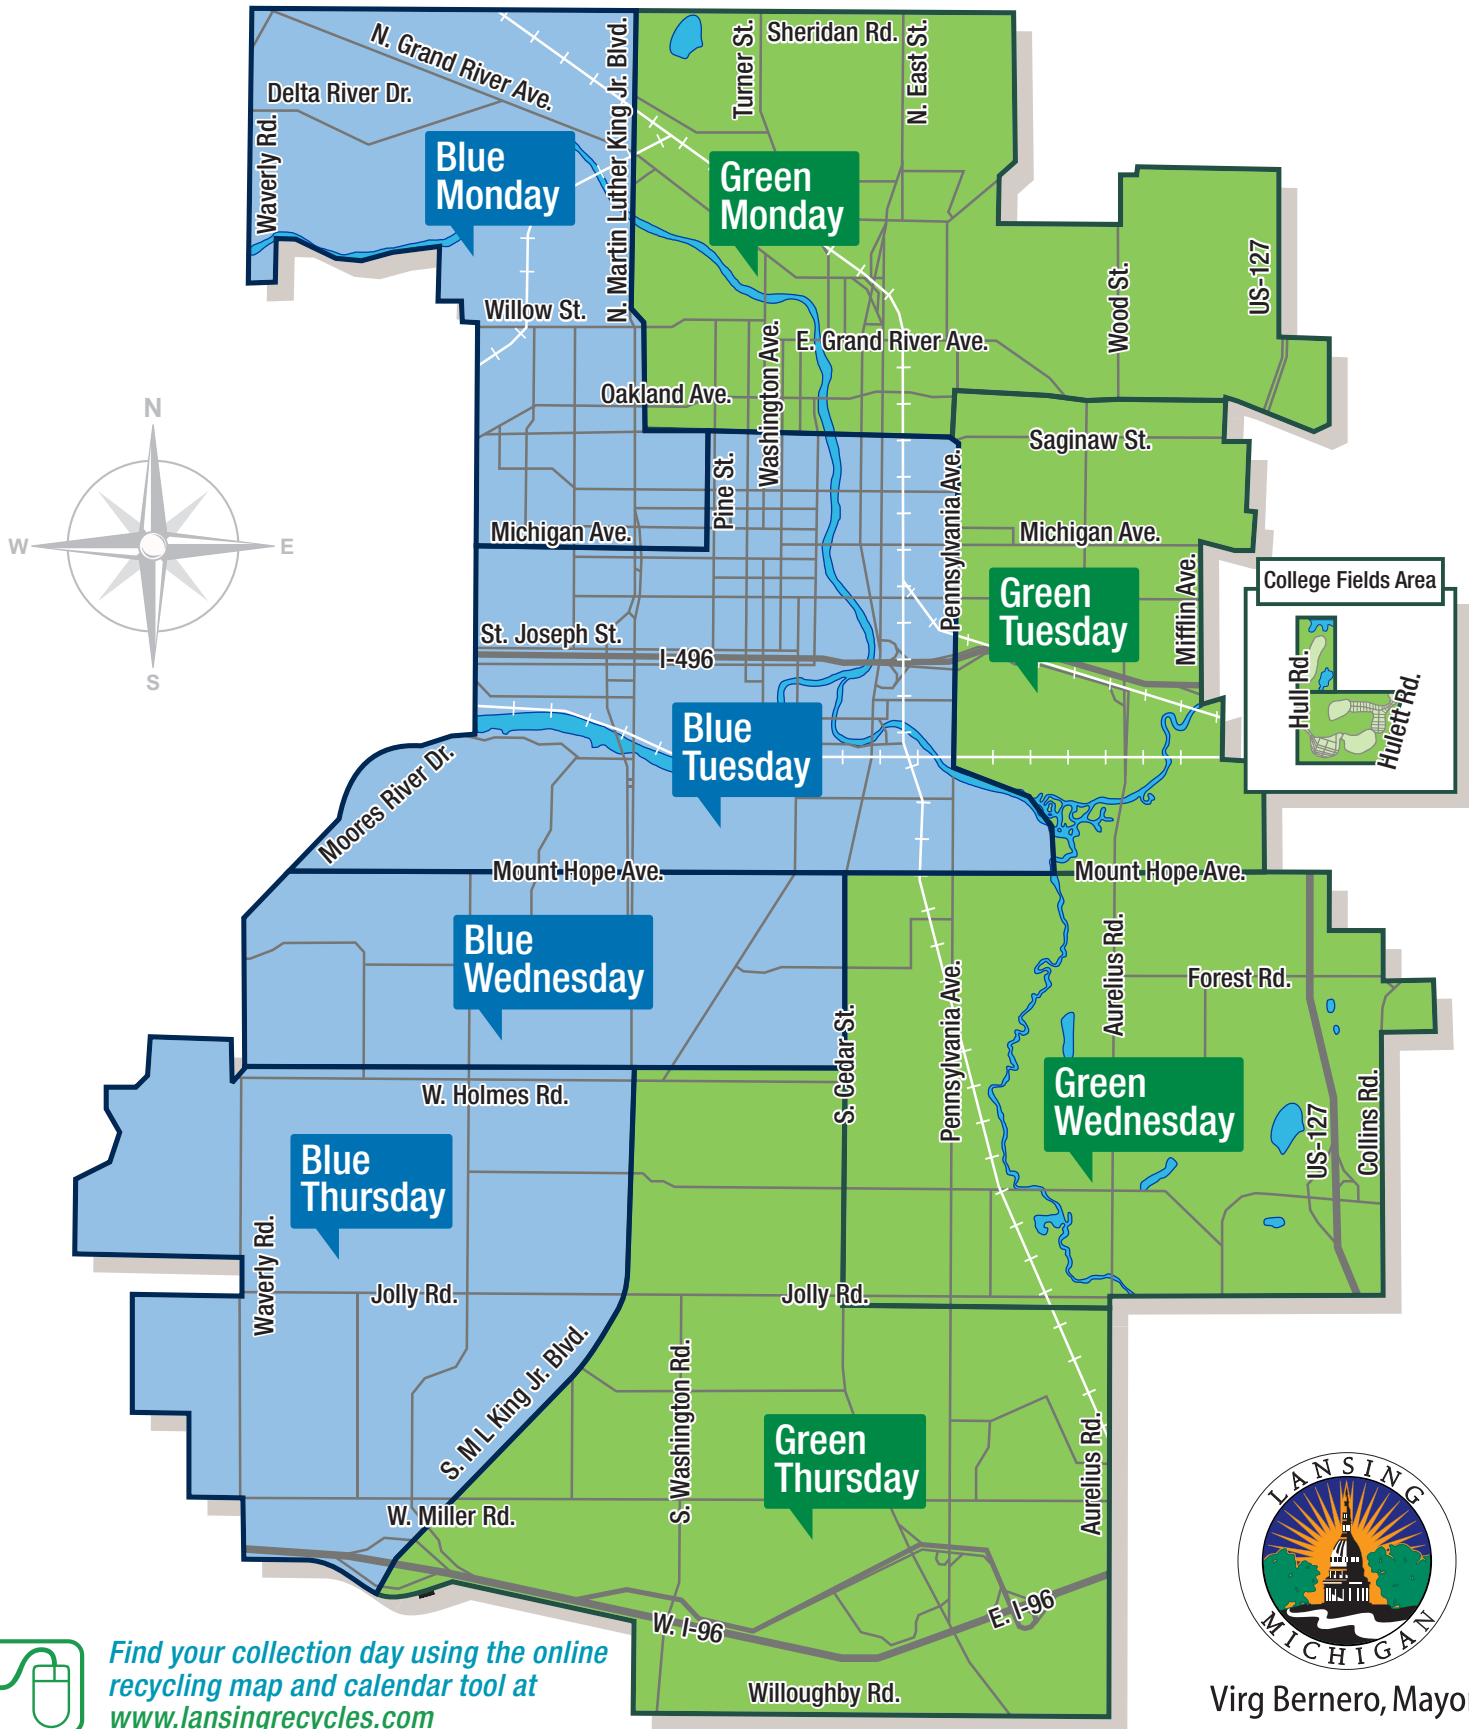 Sheridan Rd.
Turner St.
N. East St.
N. Grand River Ave.
N. Martin Luther King Jr. Blvd.
Delta River Dr.
Waverly Rd.
Blue
Monday
Green
Monday
US-127
Wood St.
Willow St.
Washington Ave.
E. Grand River Ave.
Oakland Ave.
N
W
E
S
Saginaw St.
Pine St.
Pennsylvania Ave.
Michigan Ave.
Michigan Ave.
Mifflin Ave.
College Fields Area
Hull Rd.
Hulett Rd.
Green
Tuesday
St. Joseph St.
I-496
Blue
Tuesday
Moores River Dr.
Mount Hope Ave.
Mount Hope Ave.
Blue
Wednesday
Aurelius Rd.
Forest Rd.
Pennsylvania Ave.
S. Cedar St.
Green
Wednesday
US-127
Collins Rd.
W. Holmes Rd.
Blue
Thursday
Waverly Rd.
Jolly Rd.
Jolly Rd.
S. M L King Jr. Blvd.
S. Washington Rd.
Green
Thursday
Aurelius Rd.
W. Miller Rd.
W. I-96
E. I-96
Willoughby Rd.
LANSING
MICHIGAN
Virg Bernero, Mayor
Find your collection day using the online
recycling map and calendar tool at
www.lansingrecycles.com